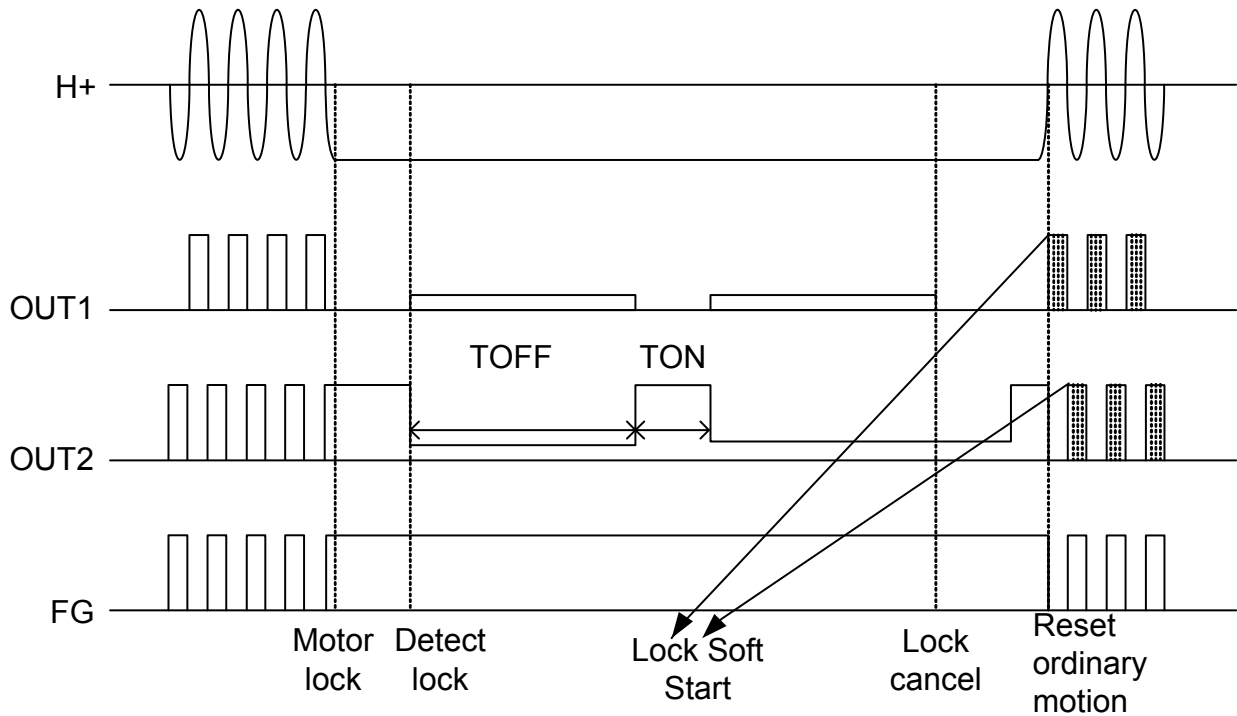 H+
OUT1
TOFF
TON
OUT2
FG
Motor
lock
Detect
lock
Lock Soft
Start
Lock
cancel
Reset
ordinary
motion